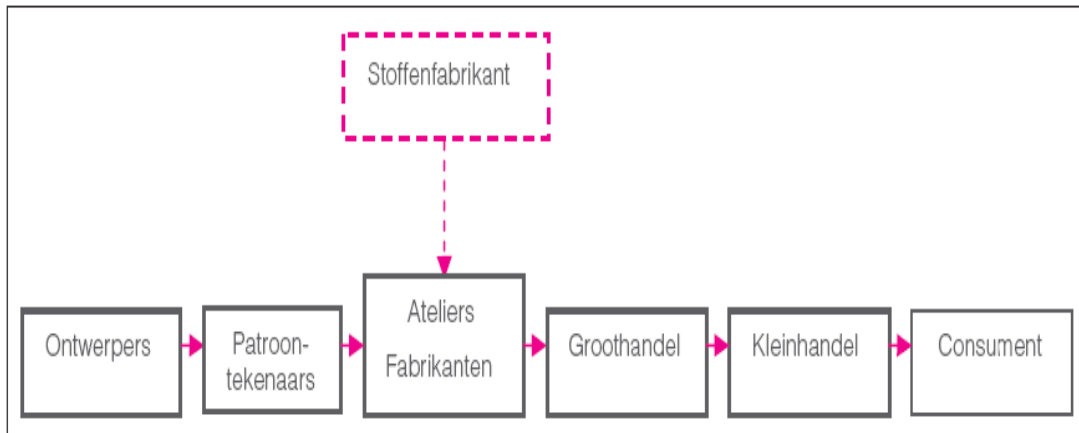 Stoffenfabrikant
Ontwerpers
Patroon-
tekenaars
Ateliers
Fabrikanten
Groothandel
Kleinhandel
Consument